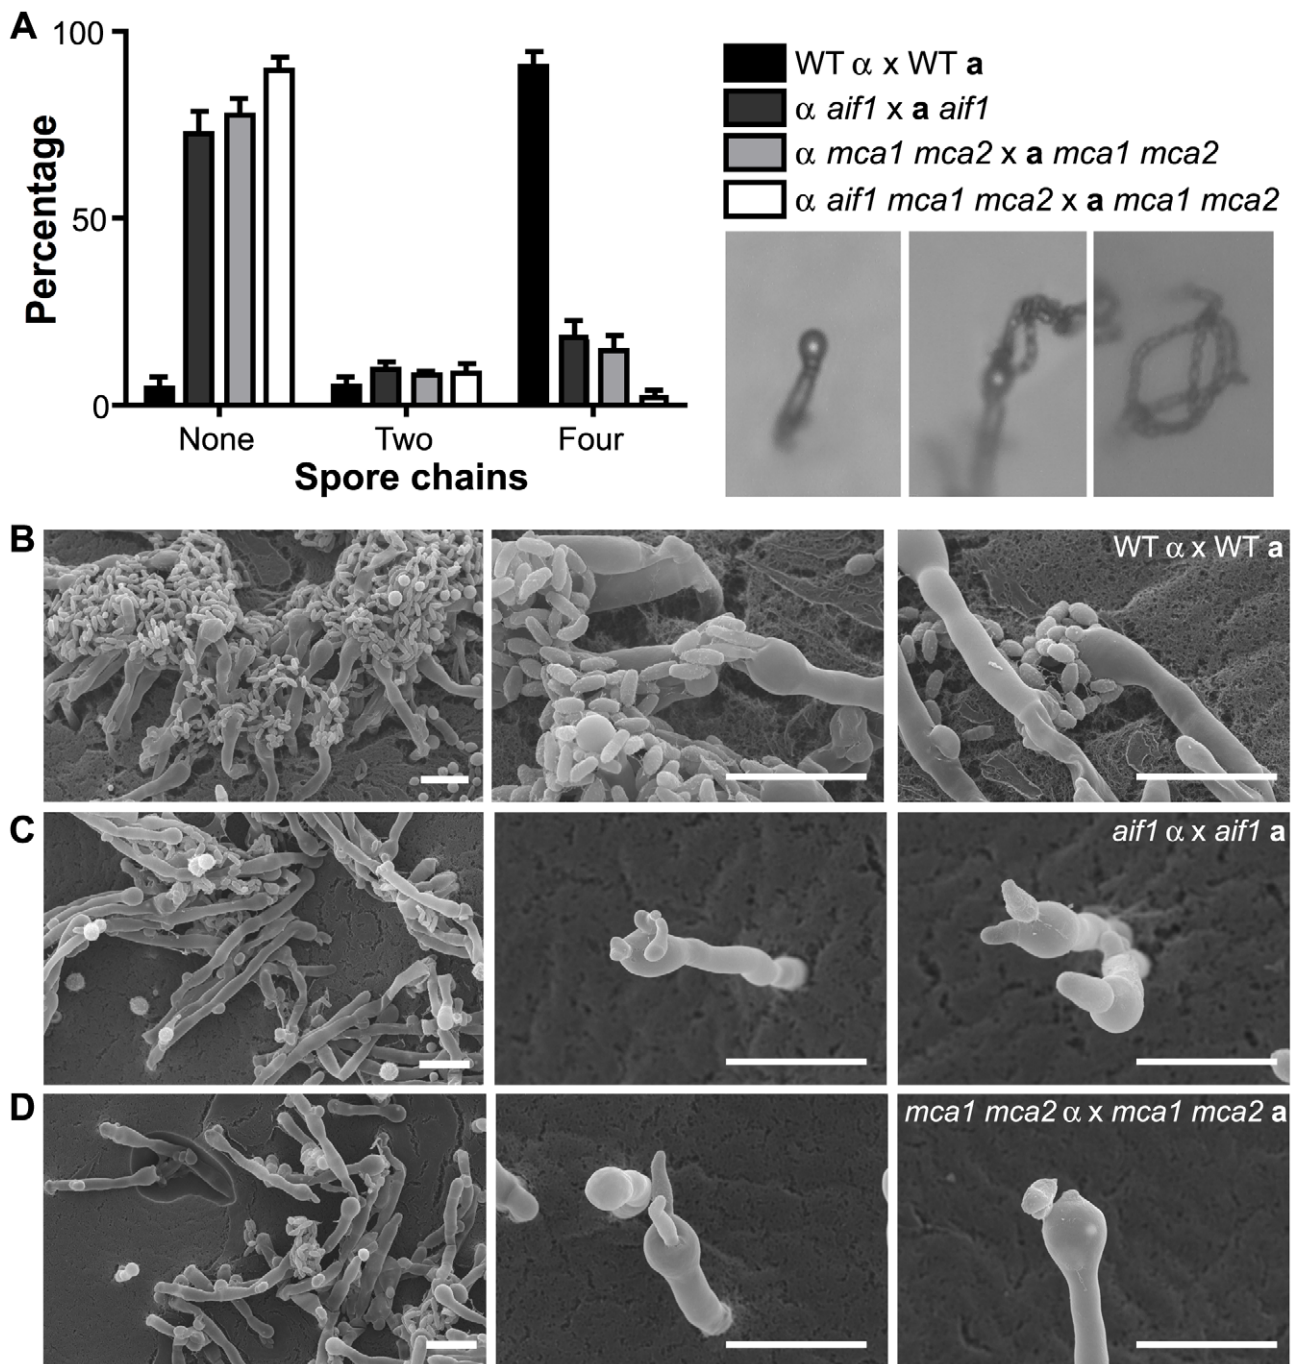 A
100
50
0
Percentage
None
Two
Four
Spore chains
WT α x WT a
α aif1 x a aif1
α mca1 mca2 x a mca1 mca2
α aif1 mca1 mca2 x a mca1 mca2
B
WT α x WT a
C
aif1 α x aif1 a
D
mca1 mca2 α x mca1 mca2 a